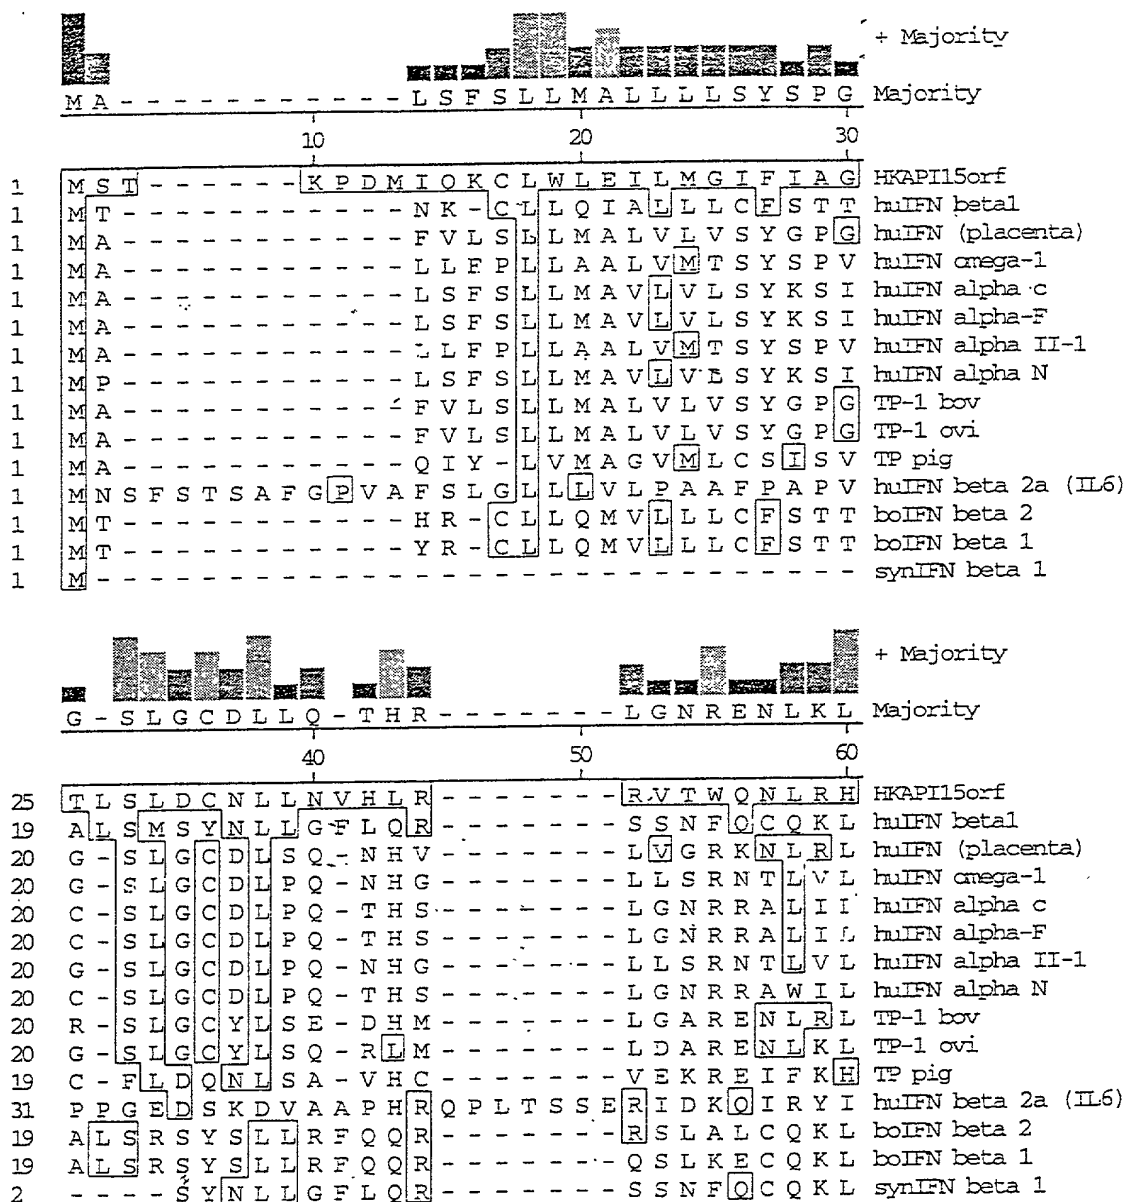 + Majority
M A - - - - - - - - - - - L S F S L L M A L L L L S Y S P G Majority
10 20 30
1 M S T K P D M I Q K C L W L E I L M G I F I A G HKAPI15orf
1 M T - - - - - - - - - - - N K - C L L Q I A L L L C F S T T huIFN beta1
1 M A - - - - - - - - - - - F V L S L L M A L V L V S Y G P G huIFN (placenta)
1 M A - - - - - - - - - - - L L F P L L A A L V M T S Y S P V huIFN omega-1
1 M A - - - - - - - - - - - L S F S L L M A V L V L S Y K S I huIFN alpha c
1 M A - - - - - - - - - - - L S F S L L M A V L V L S Y K S I huIFN alpha-F
1 M A - - - - - - - - - - - L L F P L L A A L V M T S Y S P V huIFN alpha II-1
1 M P - - - - - - - - - - - L S F S L L M A V L V L S Y K S I huIFN alpha N
1 M A - - - - - - - - - - - F V L S L L M A L V L V S Y G P G TP-1 bov
1 M A - - - - - - - - - - - F V L S L L M A L V L V S Y G P G TP-1 ovi
1 M A - - - - - - - - - - - Q I Y - L V M A G V M L C S I S V TP pig
1 M N S F S T S A F G P V A F S L G L L L V L P A A F P A P V huIFN beta 2a (IL6)
1 M T - - - - - - - - - - - H R - C L L Q M V L L L C F S T T boIFN beta 2
1 M T - - - - - - - - - - - Y R - C L L Q M V L L L C F S T T boIFN beta 1
1 M - - - - - - - - - - - - - - - - - - - - - - - - - - - - - synIFN beta 1
+ Majority
G - S L G C D L L Q - T H R - - - - - - - L G N R E N L K L Majority
40 50 60
25 T L S L D C N L L N V H L R - - - - - - - R V T W Q N L R H HKAPI15orf
19 A L S M S Y N L L G F L Q R - - - - - - - S S N F Q C Q K L huIFN beta1
20 G - S L G C D L S Q - N H V - - - - - - - L V G R K N L R L huIFN (placenta)
20 G - S L G C D L P Q - N H G - - - - - - - L L S R N T L V L huIFN omega-1
20 C - S L G C D L P Q - T H S - - - - - - - L G N R R A L I L huIFN alpha c
20 C - S L G C D L P Q - T H S - - - - - - - L G N R R A L I L huIFN alpha-F
20 G - S L G C D L P Q - N H G - - - - - - - L L S R N T L V L huIFN alpha II-1
20 C - S L G C D L P Q - T H S - - - - - - - L G N R R A W I L huIFN alpha N
20 R - S L G C Y L S E - D H M - - - - - - - L G A R E N L R L TP-1 bov
20 G - S L G C Y L S Q - R L M - - - - - - - L D A R E N L K L TP-1 ovi
19 C - F L D Q N L S A - V H C - - - - - - - V E K R E I F K H TP pig
31 P P G E D S K D V A A P H R Q P L T S S E R I D K Q I R Y I huIFN beta 2a (IL6)
19 A L S R S Y S L L R F Q Q R - - - - - - - R S L A L C Q K L boIFN beta 2
19 A L S R S Y S L L R F Q Q R - - - - - - - Q S L K E C Q K L boIFN beta 1
2 - - - - S Y N L L G F L Q R - - - - - - - S S N F Q C Q K L synIFN beta 1